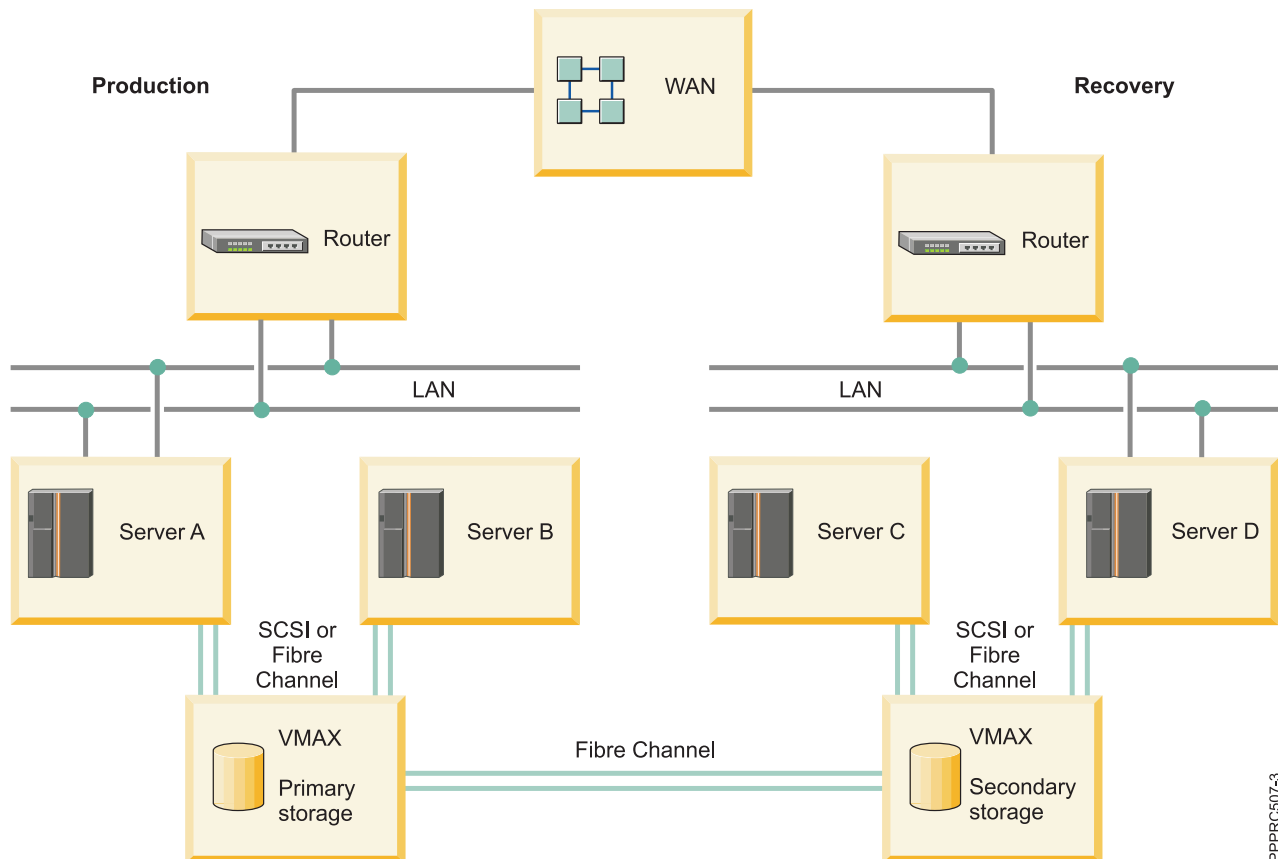 Production
WAN
Recovery
Router
Router
LAN
LAN
Server A
Server B
Server C
Server D
SCSI or
Fibre
Channel
SCSI or
Fibre
Channel
VMAX
Primary
storage
Fibre Channel
VMAX
Secondary
storage
PPPRC507-3